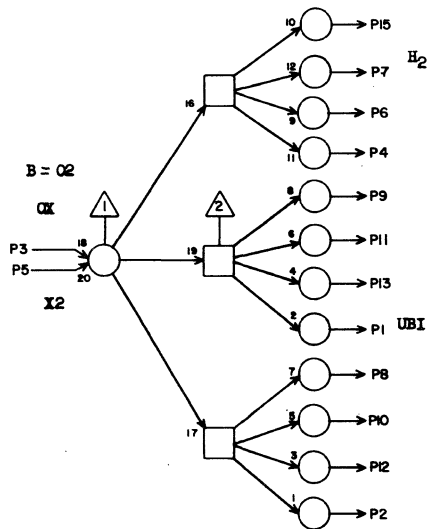 10 P15
H2
12 P7
16
9 P6
11 P4
B = 02
1
2
8 P9
OX
6 P11
P3 18
19
4 P13
P5 20
X2
2 P1 UBI
7 P8
17
5 P10
3 P12
1 P2